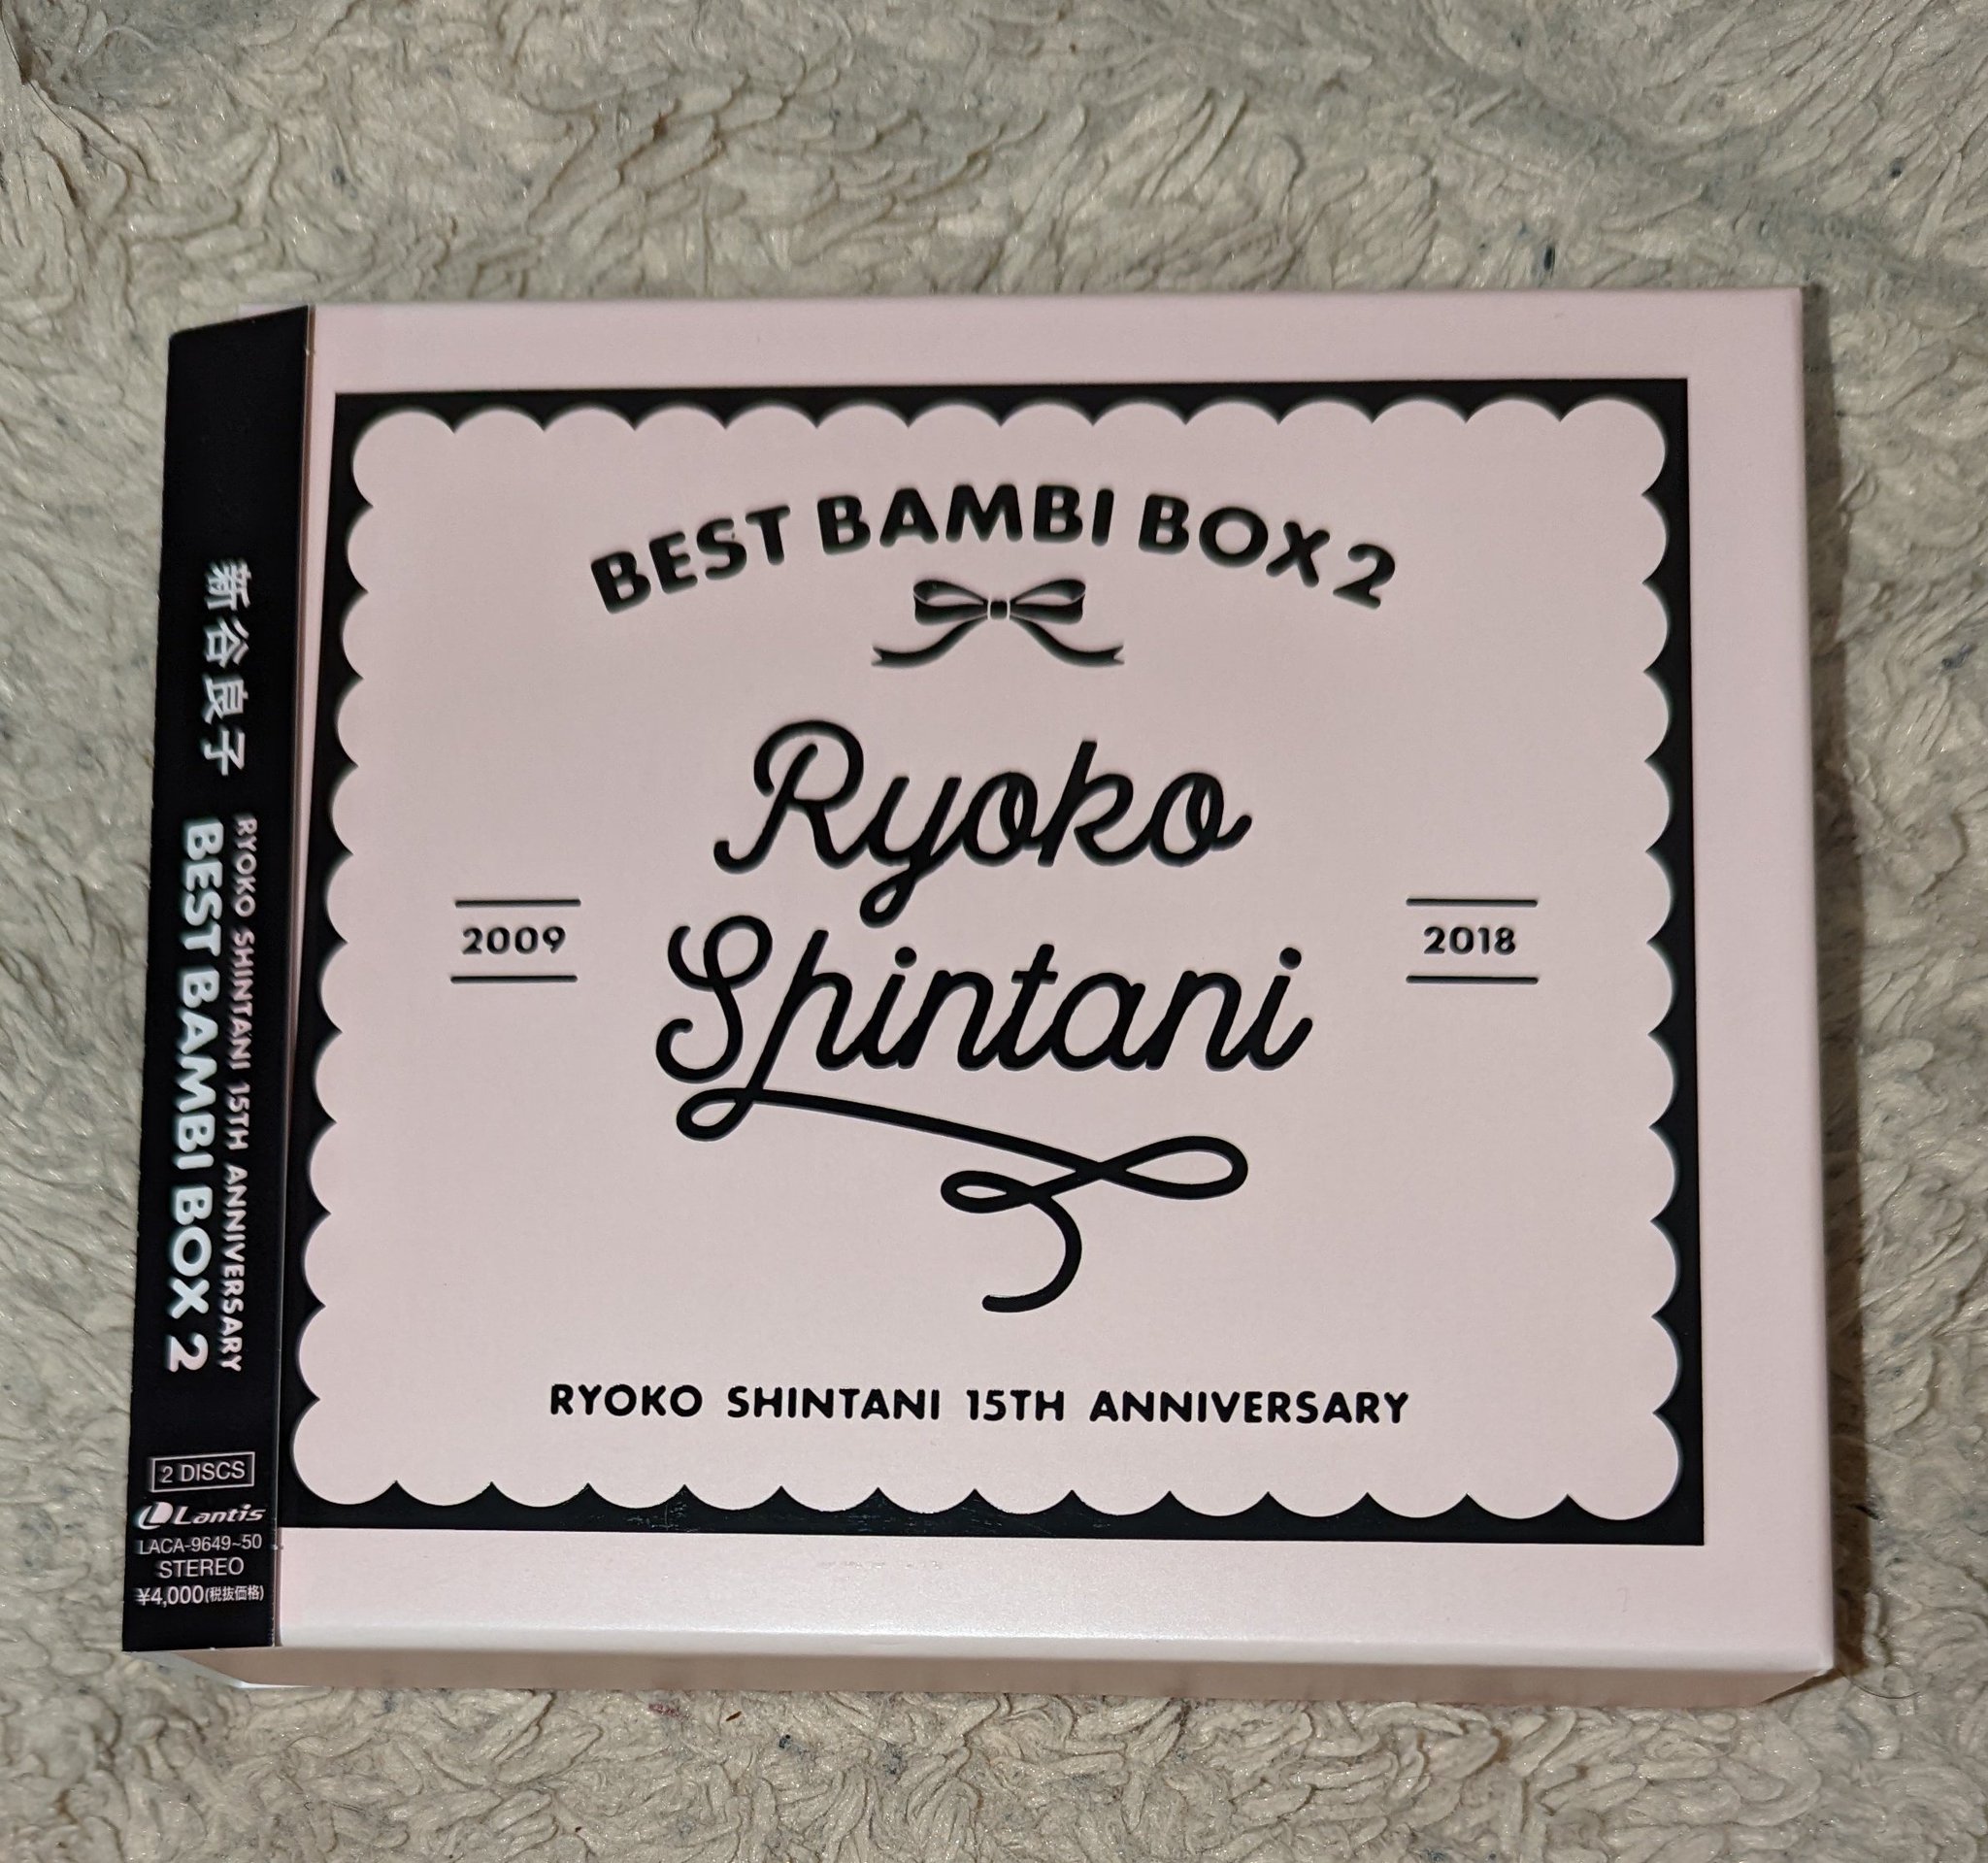 BEST BAMBI BOX 2
Ryoko
Shintani
2009
2018
RYOKO SHINTANI 15TH ANNIVERSARY
新谷良子
RYOKO SHINTANI 15TH ANNIVERSARY
BEST BAMBI BOX 2
2 DISCS
Lantis
LACA-9649~50
STEREO
¥4,000(税抜価格)